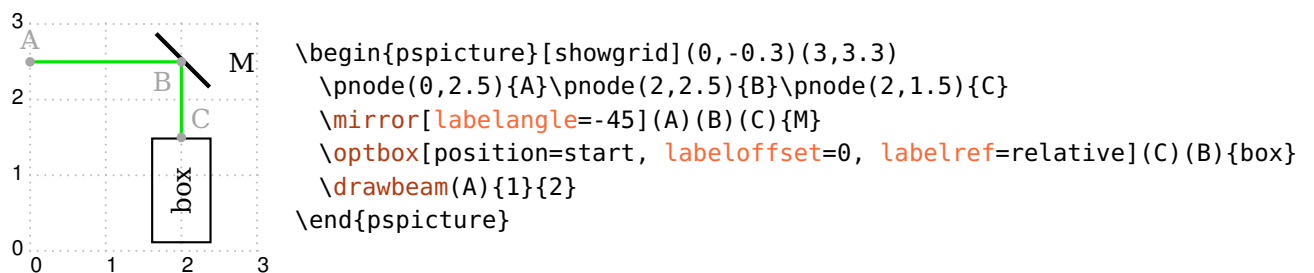 3
A
M
B
2
C
1
box
0
0 1 2 3
\begin{pspicture}[showgrid](0,-0.3)(3,3.3)
\pnode(0,2.5){A}\pnode(2,2.5){B}\pnode(2,1.5){C}
\mirror[labelangle=-45](A)(B)(C){M}
\optbox[position=start, labeloffset=0, labelref=relative](C)(B){box}
\drawbeam(A){1}{2}
\end{pspicture}